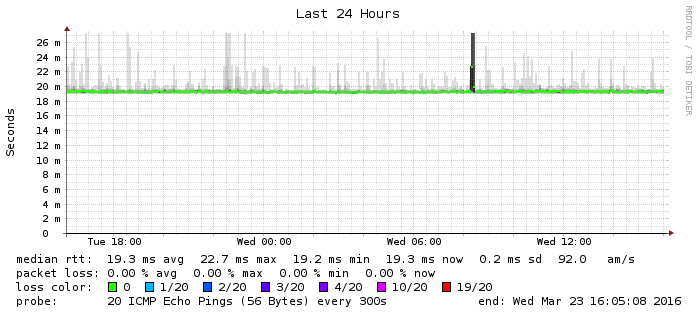 Last 24 Hours
RRDTOOL / TOBI OETIKER
Seconds
26 m
24 m
22 m
20 m
18 m
16 m
14 m
12 m
10 m
8 m
6 m
4 m
2 m
0
Tue 18:00 Wed 00:00 Wed 06:00 Wed 12:00
median rtt: 19.3 ms avg 22.7 ms max 19.2 ms min 19.3 ms now 0.2 ms sd 92.0 am/s
packet loss: 0.00 % avg 0.00 % max 0.00 % min 0.00 % now
loss color: 0 1/20 2/20 3/20 4/20 10/20 19/20
probe: 20 ICMP Echo Pings (56 Bytes) every 300s end: Wed Mar 23 16:05:08 2016